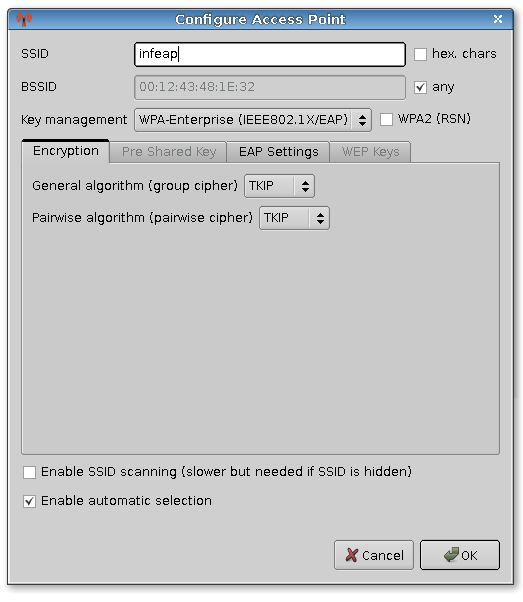 Configure Access Point
SSID infeap hex. chars
BSSID 00:12:43:48:1E:32 any
Key management WPA-Enterprise (IEEE802.1X/EAP) WPA2 (RSN)
Encryption Pre Shared Key EAP Settings WEP Keys
General algorithm (group cipher) TKIP
Pairwise algorithm (pairwise cipher) TKIP
Enable SSID scanning (slower but needed if SSID is hidden)
Enable automatic selection
Cancel OK